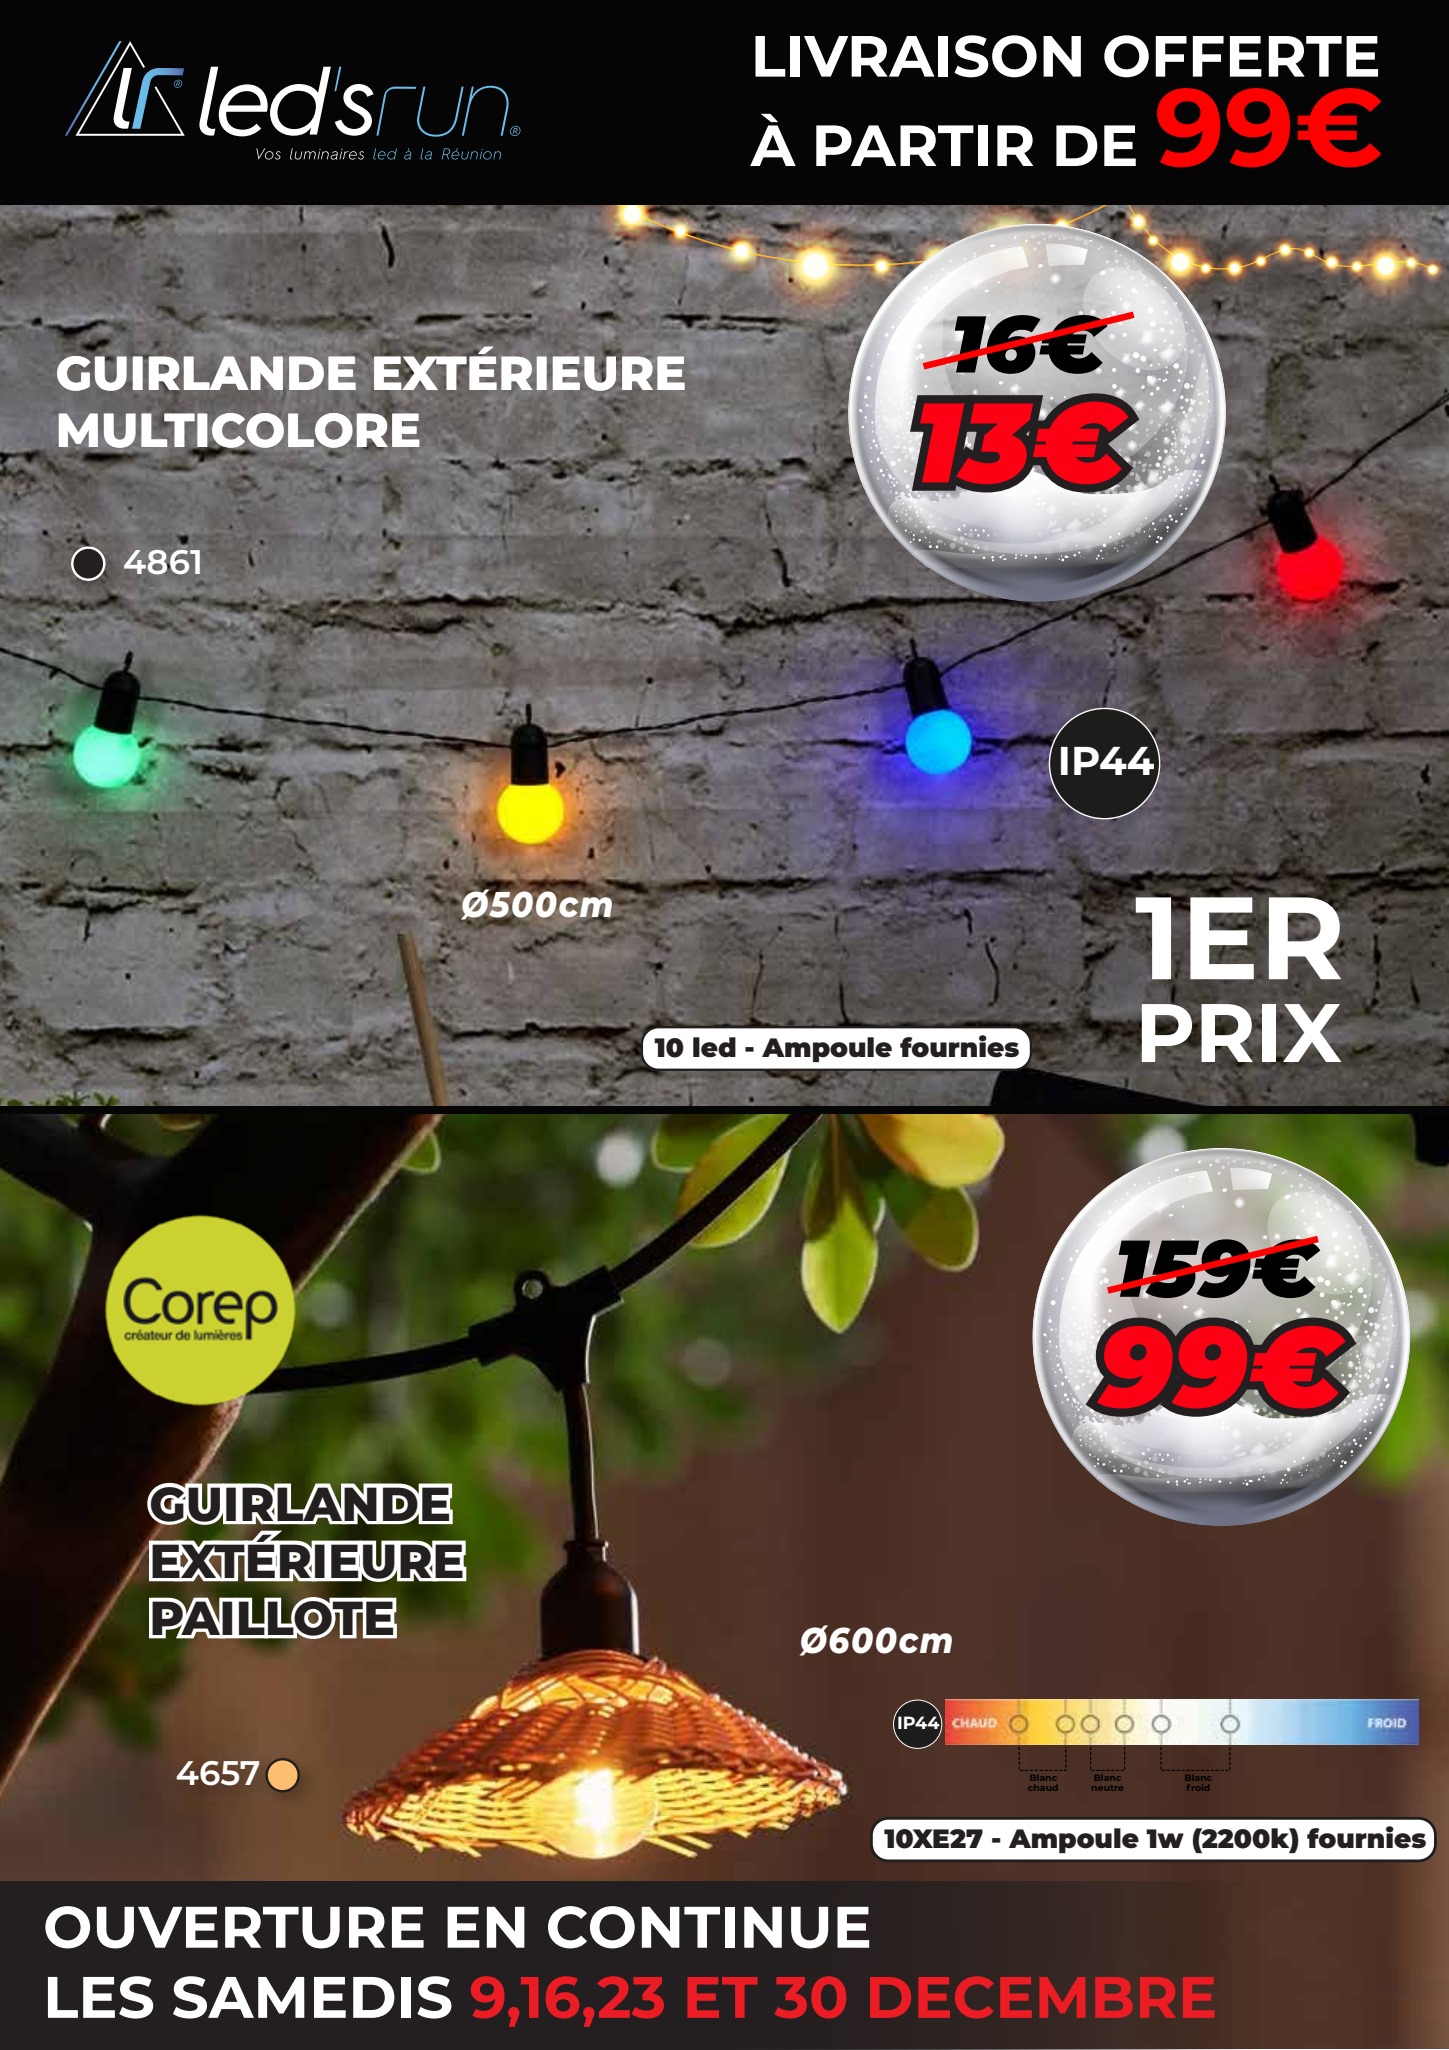 LIVRAISON OFFERTE
À PARTIR DE 99€
lr® led'srun®
Vos luminaires led à la Réunion
16€
13€
GUIRLANDE EXTÉRIEURE
MULTICOLORE
4861
IP44
Ø500cm
1ER
PRIX
10 led - Ampoule fournies
Corep
créateur de lumières
159€
99€
GUIRLANDE
EXTÉRIEURE
PAILLOTE
Ø600cm
IP44 CHAUD FROID
Blanc chaud Blanc neutre Blanc froid
4657
10XE27 - Ampoule 1w (2200k) fournies
OUVERTURE EN CONTINUE
LES SAMEDIS 9,16,23 ET 30 DECEMBRE